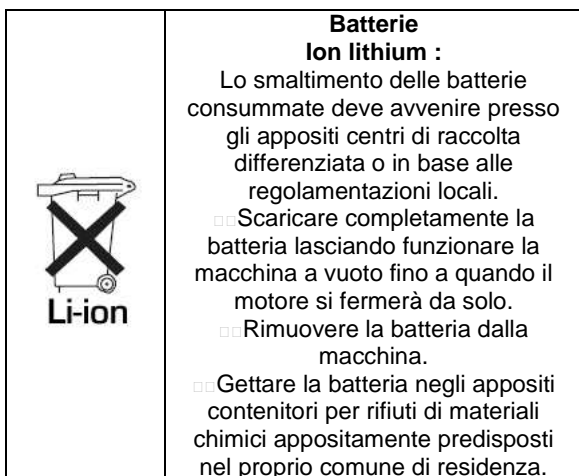 Batterie
Ion lithium :
Lo smaltimento delle batterie
consummate deve avvenire presso
gli appositi centri di raccolta
differenziata o in base alle
regolamentazioni locali.
□□Scaricare completamente la
batteria lasciando funzionare la
macchina a vuoto fino a quando il
motore si fermerà da solo.
□□Rimuovere la batteria dalla
macchina.
□□Gettare la batteria negli appositi
contenitori per rifiuti di materiali
chimici appositamente predisposti
nel proprio comune di residenza.
Li-ion